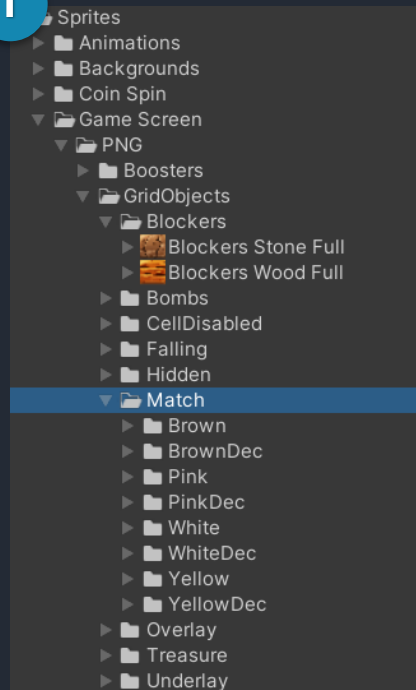 Sprites
Animations
Backgrounds
Coin Spin
Game Screen
PNG
Boosters
GridObjects
Blockers
Blockers Stone Full
Blockers Wood Full
Bombs
CellDisabled
Falling
Hidden
Match
Brown
BrownDec
Pink
PinkDec
White
WhiteDec
Yellow
YellowDec
Overlay
Treasure
Underlay